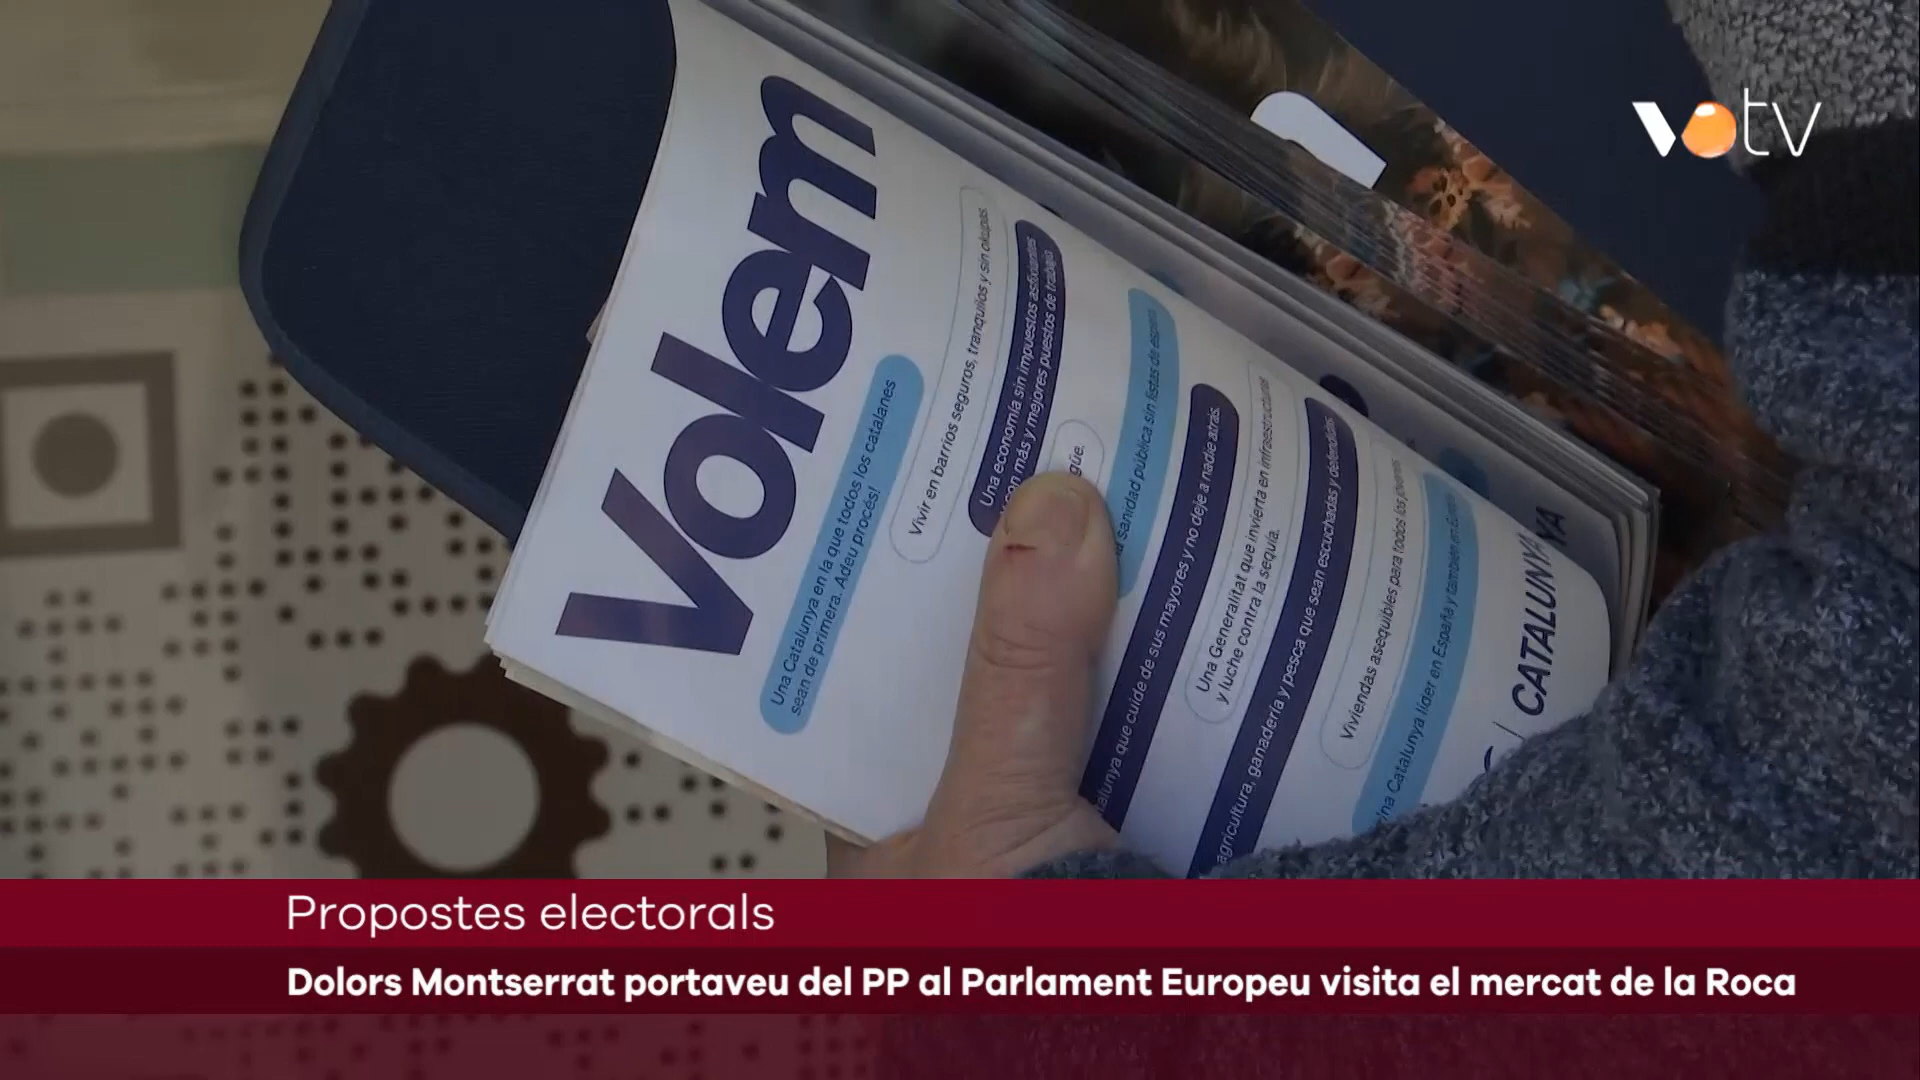 votv
Volem
Una Catalunya en la que todos los catalanes
sean de primera. Adeu procés!
Vivir en barrios seguros, tranquilos y sin okupas.
Una economía sin impuestos asfixiantes
con más y mejores puestos de trabajo
güe.
sanidad pública sin listas de espera
que cuide de sus mayores y no deje a nadie atrás.
Una Generalitat que invierta en infraestructuras
y luche contra la sequía.
agricultura, ganadería y pesca que sean escuchadas y defendidas
Viviendas asequibles para todos los jóvenes
Catalunya líder en España y también en Europa
CATALUNYA
Propostes electorals
Dolors Montserrat portaveu del PP al Parlament Europeu visita el mercat de la Roca